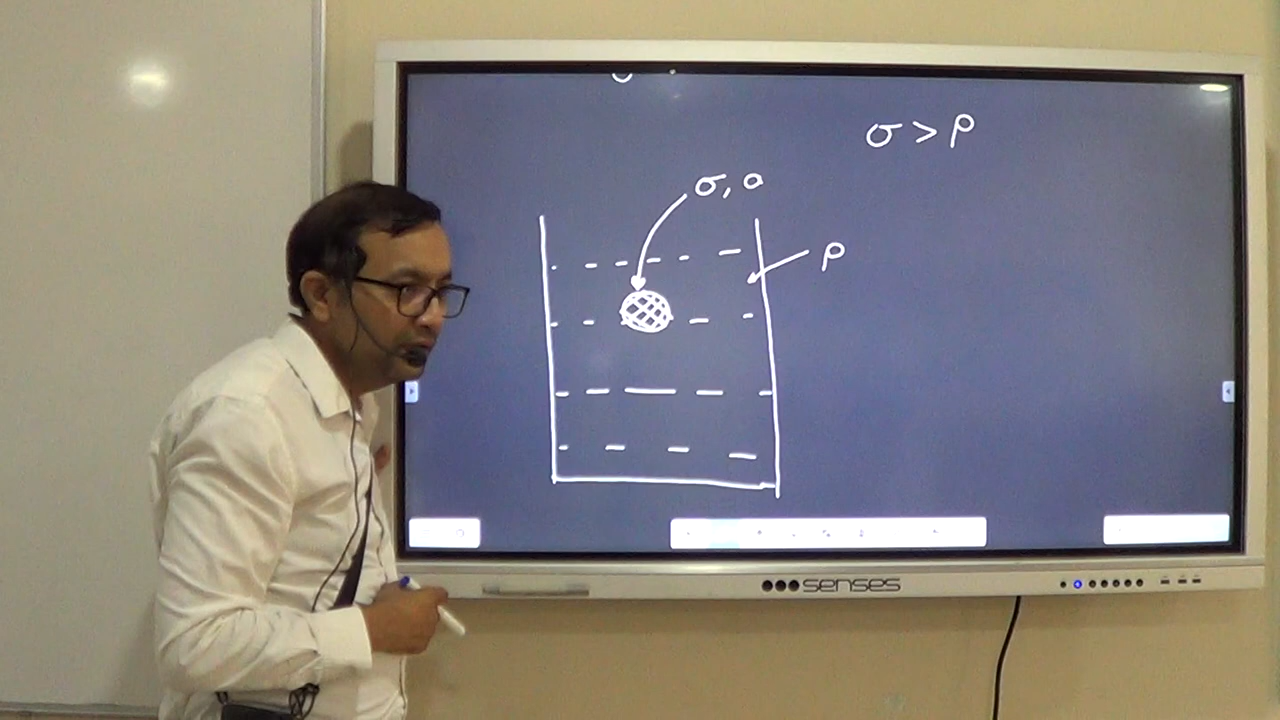 σ > ρ
σ, a
ρ
senses